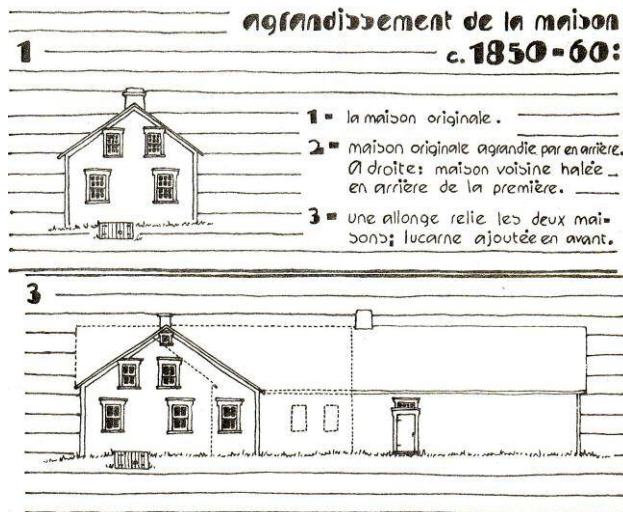 agrandissement de la maison
c. 1850-60:
1
1 - la maison originale.
2 - maison originale agrandie par en arrière.
A droite: maison voisine halée
en arrière de la première.
3 - une allonge relie les deux mai-
sons; lucarne ajoutée en avant.
3